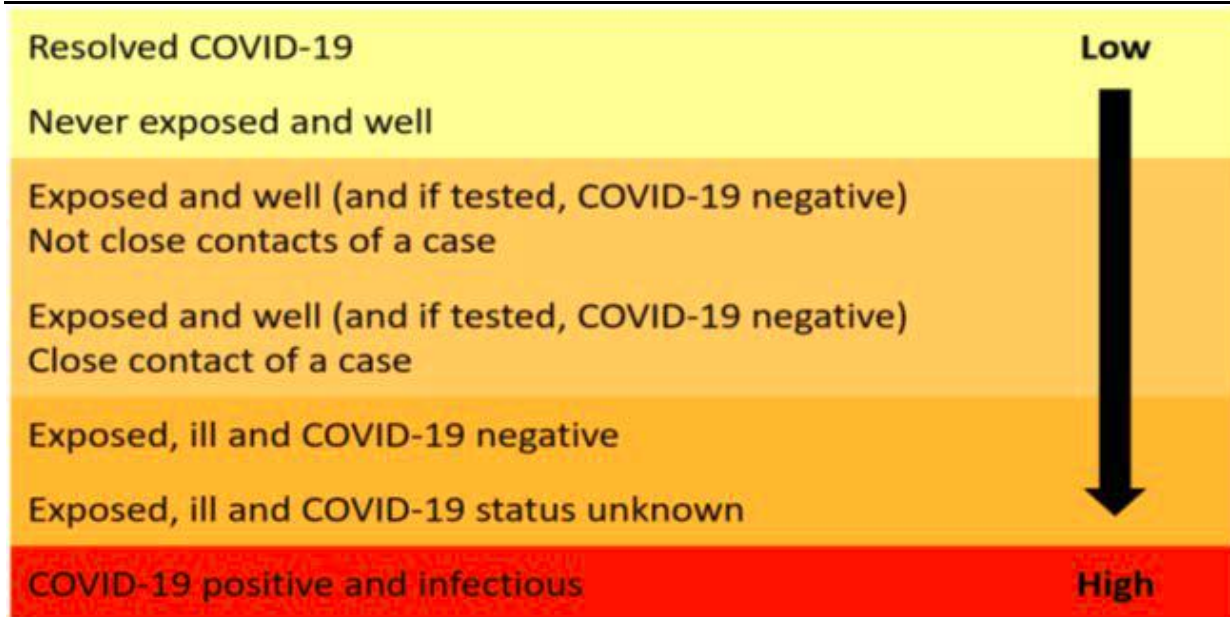 Resolved COVID-19 Low
Never exposed and well
Exposed and well (and if tested, COVID-19 negative)
Not close contacts of a case
Exposed and well (and if tested, COVID-19 negative)
Close contact of a case
Exposed, ill and COVID-19 negative
Exposed, ill and COVID-19 status unknown
COVID-19 positive and infectious High